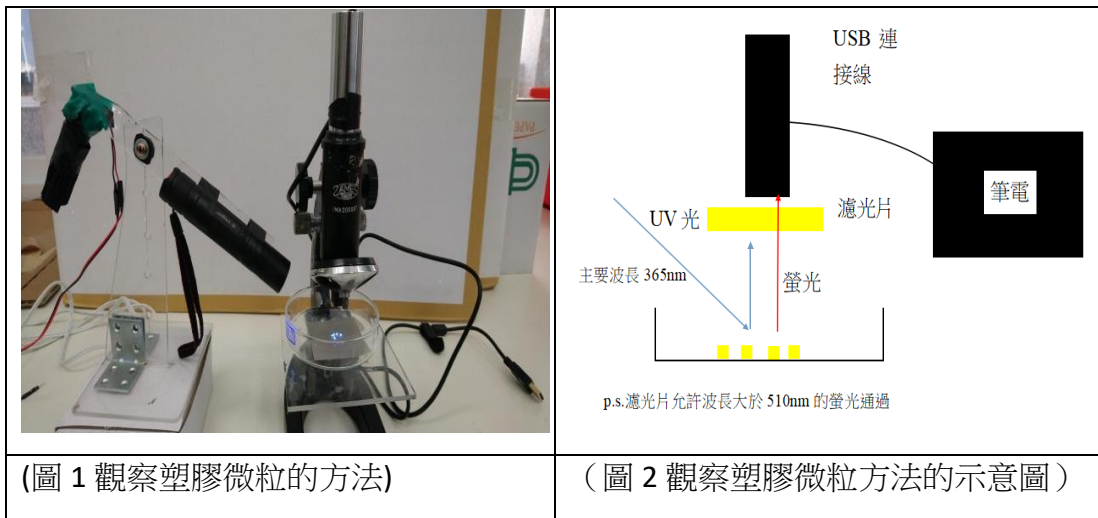 USB 連
接線
UV 光
濾光片
筆電
主要波長 365nm
螢光
p.s.濾光片允許波長大於 510nm 的螢光通過
(圖 1 觀察塑膠微粒的方法)
（圖 2 觀察塑膠微粒方法的示意圖）